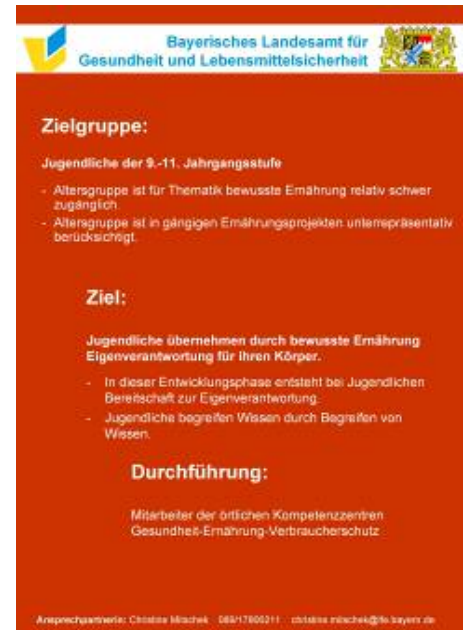 Bayerisches Landesamt für
Gesundheit und Lebensmittelsicherheit
Zielgruppe:
Jugendliche der 9.-11. Jahrgangsstufe
- Altersgruppe ist für Thematik bewusste Ernährung relativ schwer
zugänglich.
- Altersgruppe ist in gängigen Ernährungsprojekten unterrepräsentativ
berücksichtigt.
Ziel:
Jugendliche übernehmen durch bewusste Ernährung
Eigenverantwortung für ihren Körper.
- In dieser Entwicklungsphase entsteht bei Jugendlichen
Bereitschaft zur Eigenverantwortung.
- Jugendliche begreifen Wissen durch Begreifen von
Wissen.
Durchführung:
Mitarbeiter der örtlichen Kompetenzzentren
Gesundheit-Ernährung-Verbraucherschutz
Ansprechpartnerin: Christine